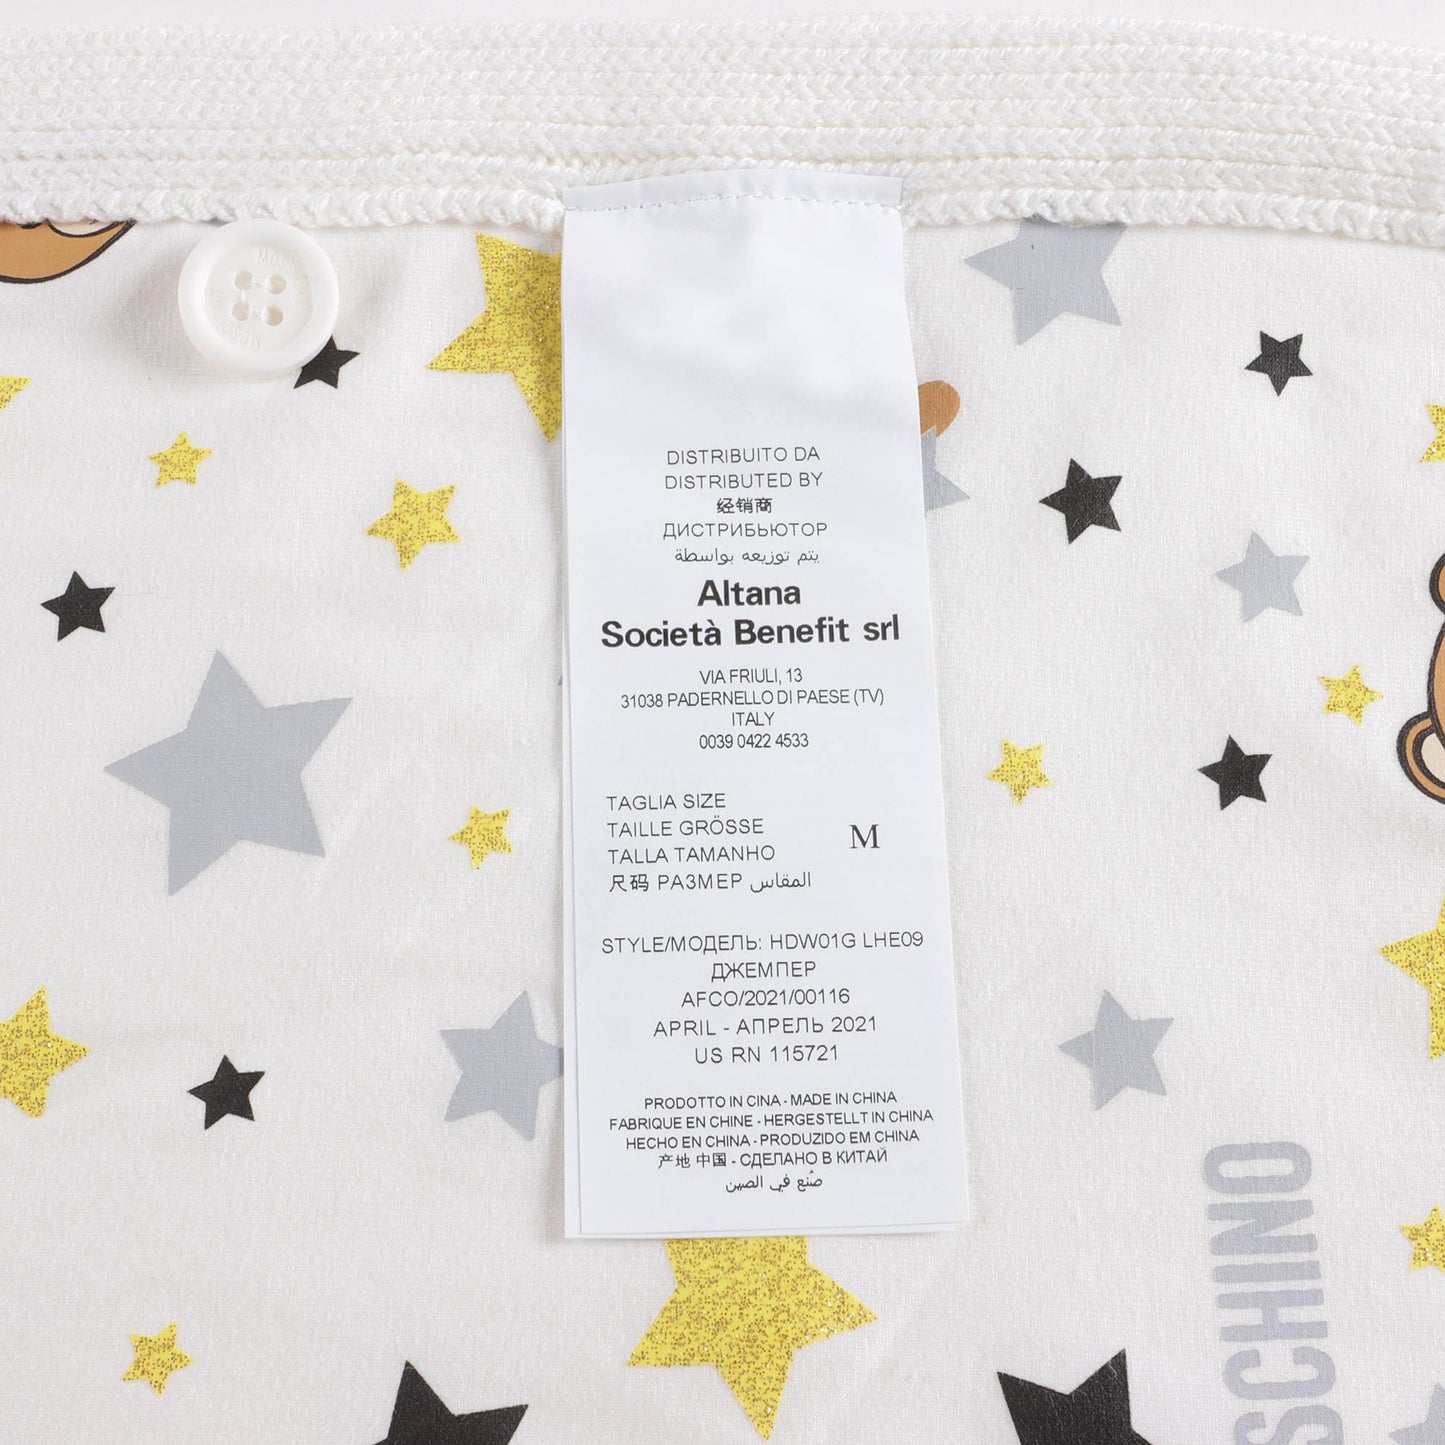 DISTRIBUITO DA
DISTRIBUTED BY
经销商
ДИСТРИБЬЮТОР
يتم توزيعه بواسطة
Altana
Società Benefit srl
VIA FRIULI, 13
31038 PADERNELLO DI PAESE (TV)
ITALY
0039 0422 4533
TAGLIA SIZE
TAILLE GRÖSSE
TALLA TAMANHO
尺码 РАЗМЕР المقاس
M
STYLE/МОДЕЛЬ: HDW01G LHE09
ДЖЕМПЕР
AFCO/2021/00116
APRIL - АПРЕЛЬ 2021
US RN 115721
PRODOTTO IN CINA - MADE IN CHINA
FABRIQUE EN CHINE - HERGESTELLT IN CHINA
HECHO EN CHINA - PRODUZIDO EM CHINA
产地 中国 - СДЕЛАНО В КИТАЙ
صُنع في الصين
SCHINO